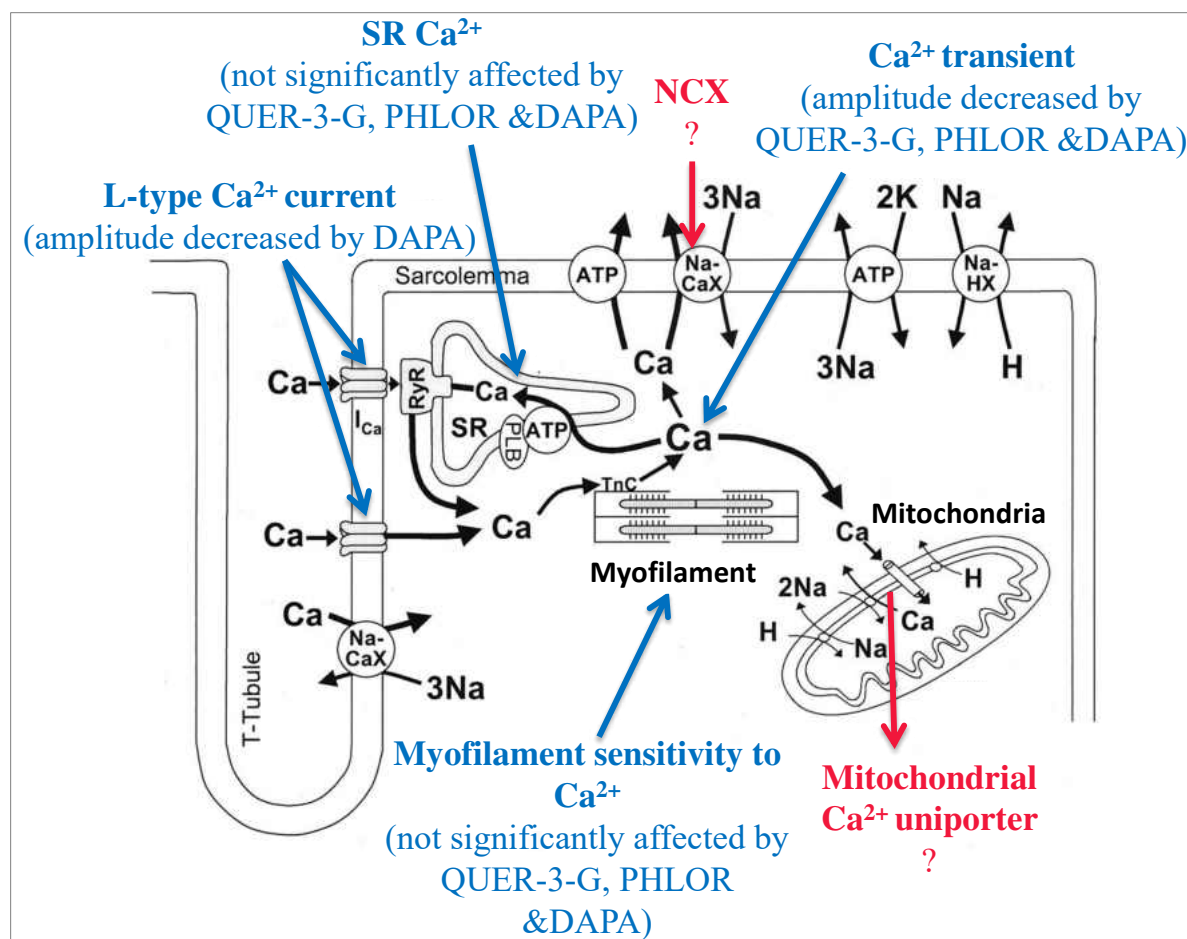 SR Ca²⁺
(not significantly affected by
QUER-3-G, PHLOR &DAPA)
NCX
?
Ca²⁺ transient
(amplitude decreased by
QUER-3-G, PHLOR &DAPA)
L-type Ca²⁺ current
(amplitude decreased by DAPA)
3Na
2K
Na
Sarcolemma
ATP
Na-
CaX
ATP
Na-
HX
Ca
3Na
H
Ca
I_Ca
RyR
Ca
SR
PLB
ATP
Ca
TnC
Ca
Ca
Myofilament
Ca
Mitochondria
H
2Na
Ca
H
Na
Ca
Na-
CaX
3Na
T-Tubule
Myofilament sensitivity to
Ca²⁺
(not significantly affected by
QUER-3-G, PHLOR
&DAPA)
Mitochondrial
Ca²⁺ uniporter
?